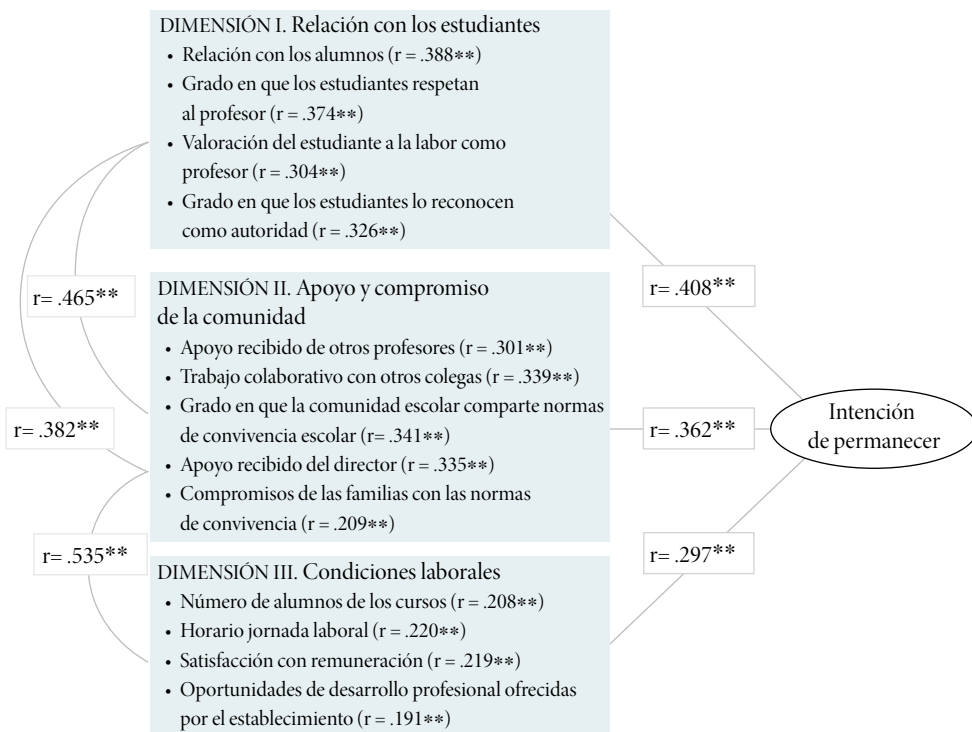 DIMENSIÓN I. Relación con los estudiantes
• Relación con los alumnos (r = .388**)
• Grado en que los estudiantes respetan
al profesor (r = .374**)
• Valoración del estudiante a la labor como
profesor (r = .304**)
• Grado en que los estudiantes lo reconocen
como autoridad (r = .326**)
r= .465**
r= .408**
DIMENSIÓN II. Apoyo y compromiso
de la comunidad
• Apoyo recibido de otros profesores (r = .301**)
• Trabajo colaborativo con otros colegas (r = .339**)
• Grado en que la comunidad escolar comparte normas
de convivencia escolar (r= .341**)
• Apoyo recibido del director (r = .335**)
• Compromisos de las familias con las normas
de convivencia (r = .209**)
r= .382**
r= .362**
Intención
de permanecer
r= .535**
r= .297**
DIMENSIÓN III. Condiciones laborales
• Número de alumnos de los cursos (r = .208**)
• Horario jornada laboral (r = .220**)
• Satisfacción con remuneración (r = .219**)
• Oportunidades de desarrollo profesional ofrecidas
por el establecimiento (r = .191**)